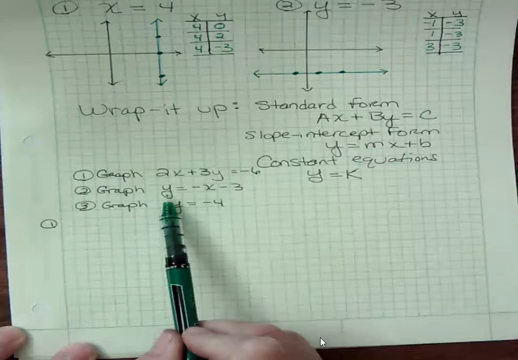 ① x = 4
② y = -3
x y
4 0
4 2
4 -3
x y
-1 -3
1 -3
3 -3
Wrap-it up: Standard form
Ax + By = C
Slope-intercept form
y = mx + b
Constant equations
y = K
① Graph 2x + 3y = -6
② Graph y = -x - 3
③ Graph y = -4
①